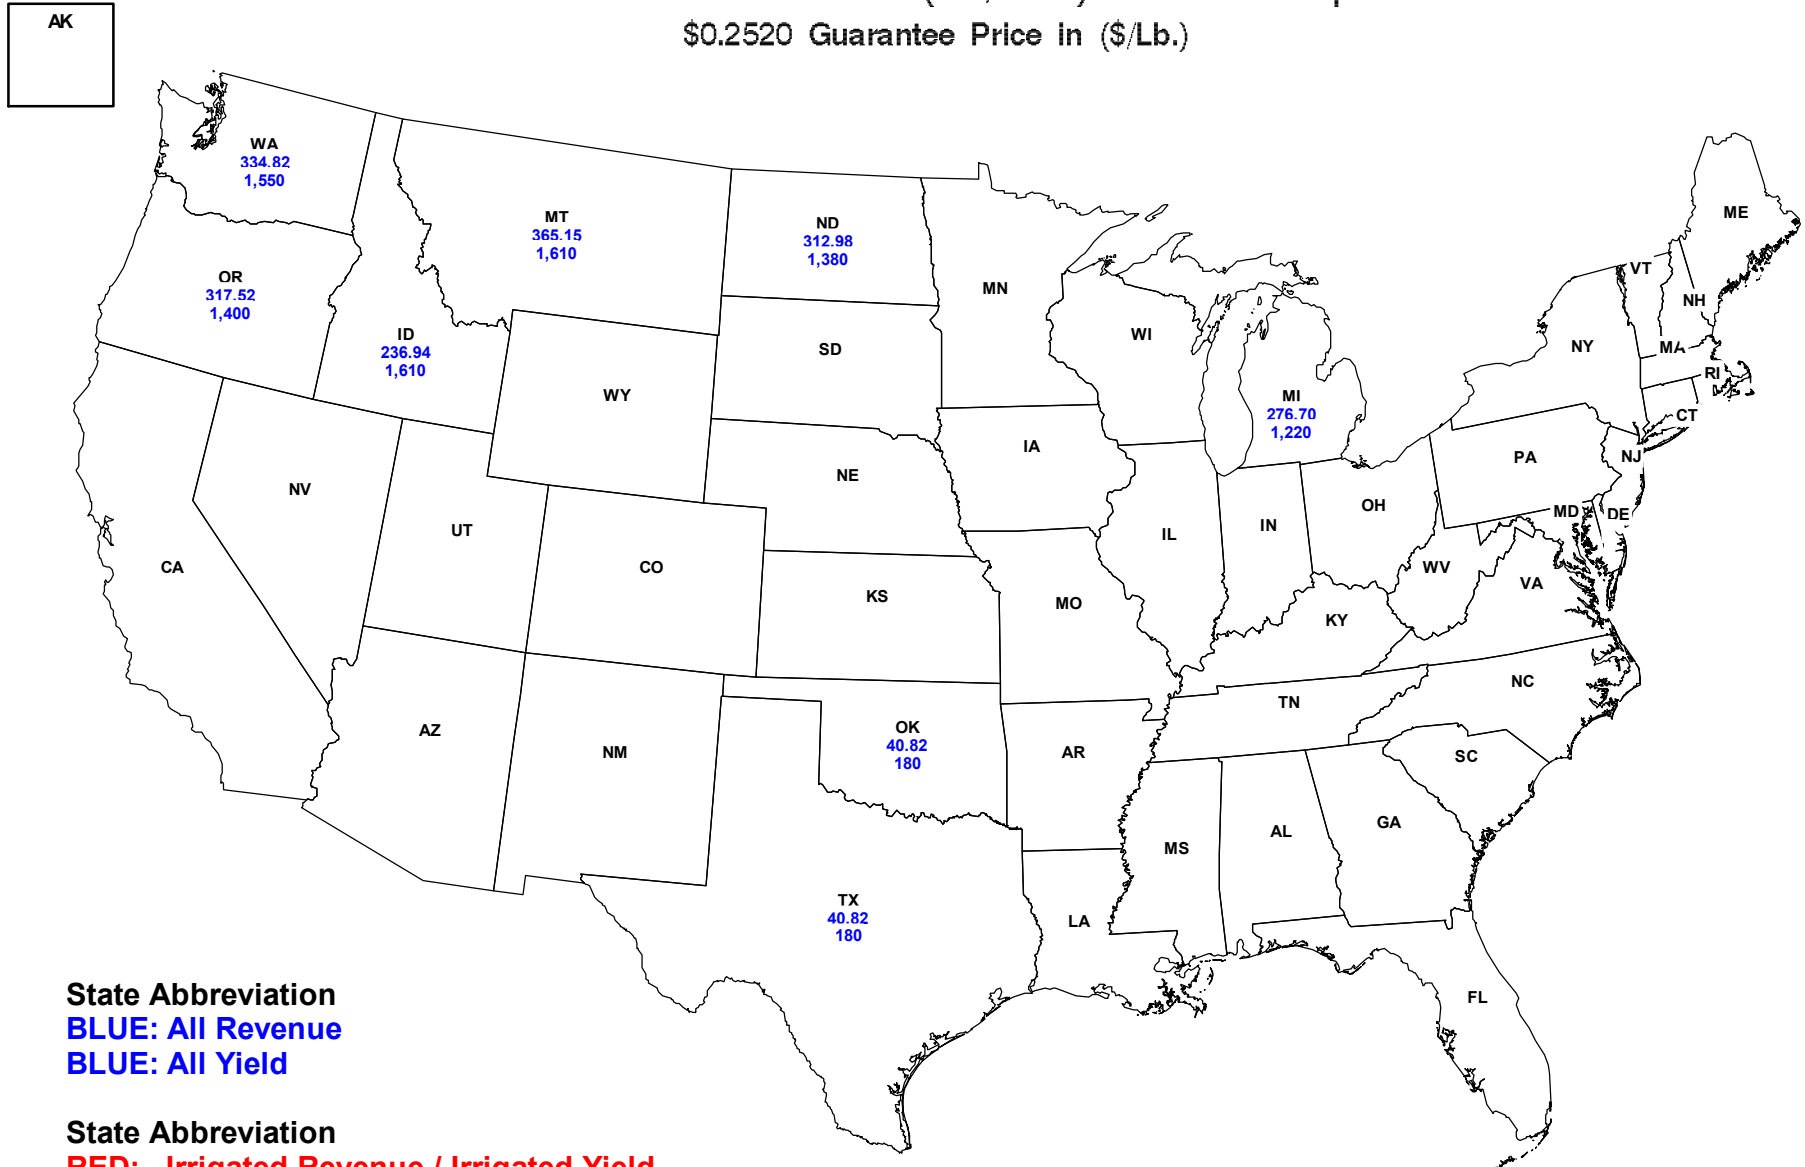 AK
$0.2520 Guarantee Price in ($/Lb.)
WA
334.82
1,550
MT
365.15
1,610
ND
312.98
1,380
ME
OR
317.52
1,400
MN
VT
NH
ID
236.94
1,610
WI
SD
NY
MA
RI
WY
MI
276.70
1,220
CT
IA
PA
NJ
NE
NV
OH
MD
DE
UT
IL
IN
CA
CO
WV
VA
KS
MO
KY
NC
TN
AZ
NM
OK
40.82
180
AR
SC
GA
AL
MS
TX
40.82
180
LA
FL
State Abbreviation
BLUE: All Revenue
BLUE: All Yield
State Abbreviation
RED: Irrigated Revenue / Irrigated Yield